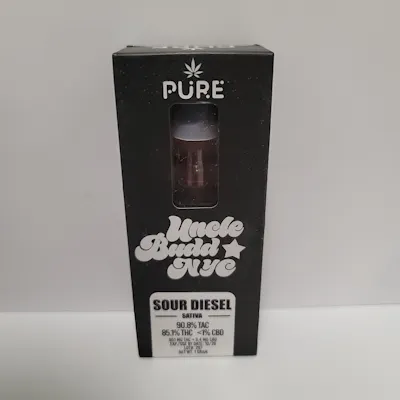 PURE
Uncle
Budd
NYC
SOUR DIESEL
SATIVA
90.8% TAC
85.1% THC <1% CBD